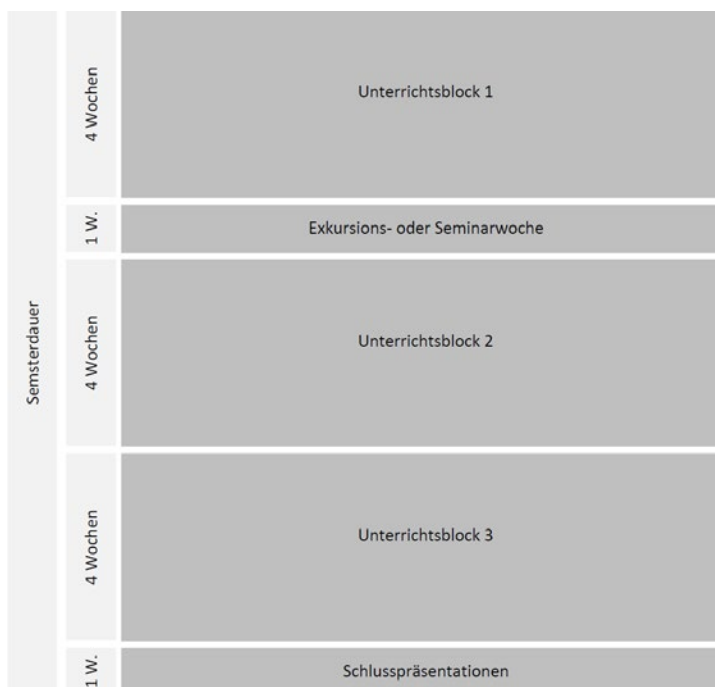 Semsterdauer
4 Wochen
Unterrichtsblock 1
1 W.
Exkursions- oder Seminarwoche
4 Wochen
Unterrichtsblock 2
4 Wochen
Unterrichtsblock 3
1 W.
Schlusspräsentationen